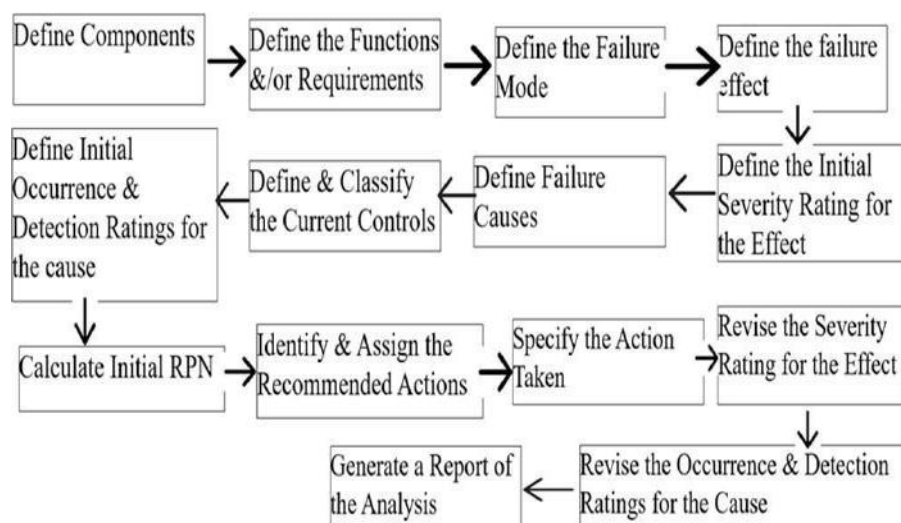 Define Components
Define the Functions
&/or Requirements
Define the Failure
Mode
Define the failure
effect
Define the Initial
Severity Rating for
the Effect
Define Failure
Causes
Define & Classify
the Current Controls
Define Initial
Occurrence &
Detection Ratings for
the cause
Calculate Initial RPN
Identify & Assign the
Recommended Actions
Specify the Action
Taken
Revise the Severity
Rating for the Effect
Revise the Occurrence & Detection
Ratings for the Cause
Generate a Report of
the Analysis